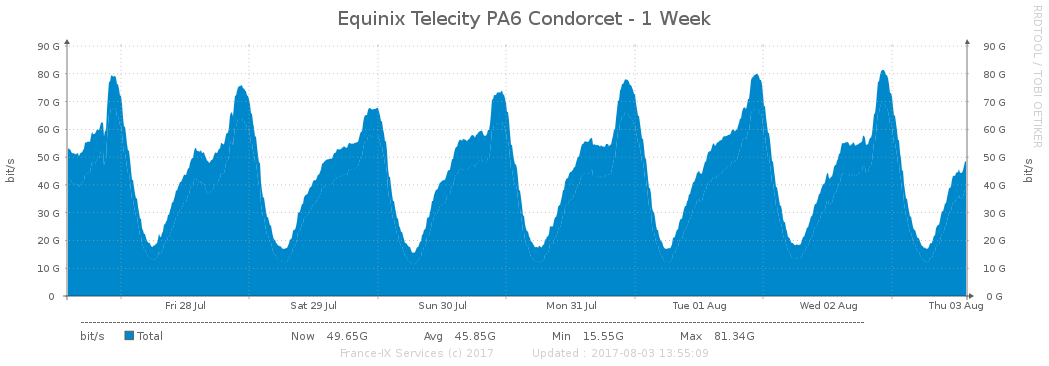 Equinix Telecity PA6 Condorcet - 1 Week
RRDTOOL / TOBI OETIKER
bit/s
90 G
80 G
70 G
60 G
50 G
40 G
30 G
20 G
10 G
0
90 G
80 G
70 G
60 G
50 G
40 G
30 G
20 G
10 G
0 G
bit/s
Fri 28 Jul Sat 29 Jul Sun 30 Jul Mon 31 Jul Tue 01 Aug Wed 02 Aug Thu 03 Aug
bit/s Total Now 49.65G Avg 45.85G Min 15.55G Max 81.34G
France-IX Services (c) 2017 Updated : 2017-08-03 13:55:09